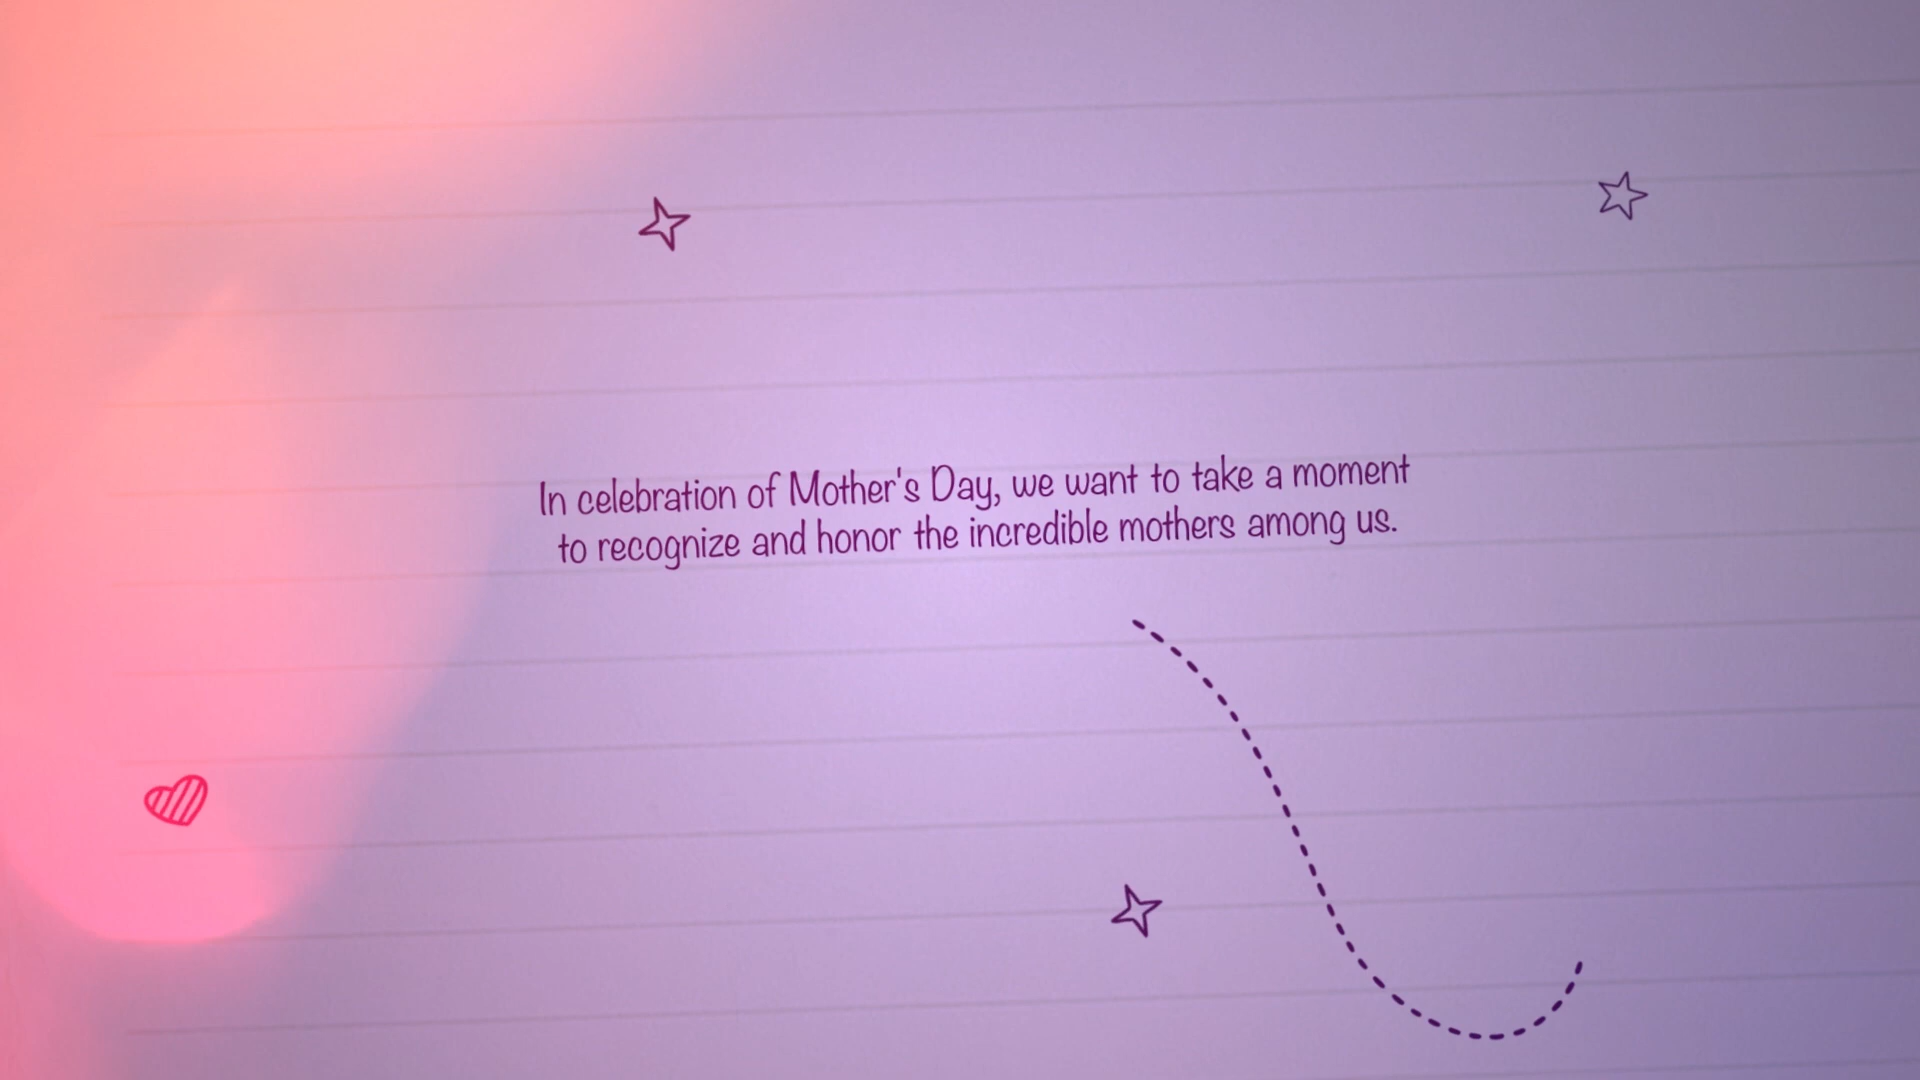 In celebration of Mother's Day, we want to take a moment
to recognize and honor the incredible mothers among us.